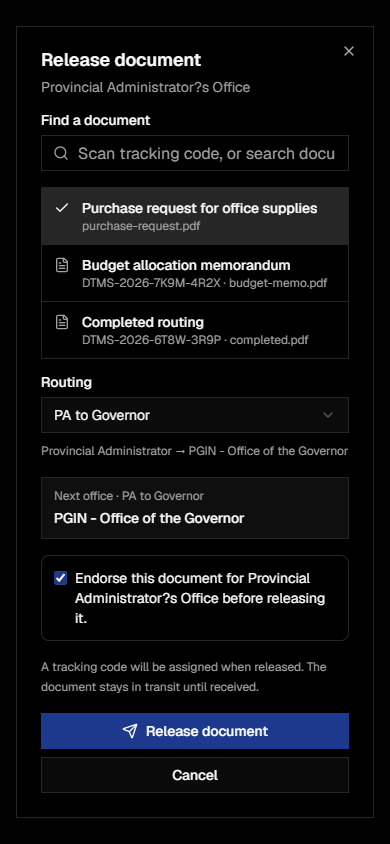 Release document
Provincial Administrator?s Office
Find a document
Scan tracking code, or search docu
Purchase request for office supplies
purchase-request.pdf
Budget allocation memorandum
DTMS-2026-7K9M-4R2X · budget-memo.pdf
Completed routing
DTMS-2026-6T8W-3R9P · completed.pdf
Routing
PA to Governor
Provincial Administrator → PGIN - Office of the Governor
Next office · PA to Governor
PGIN - Office of the Governor
Endorse this document for Provincial
Administrator?s Office before releasing
it.
A tracking code will be assigned when released. The
document stays in transit until received.
Release document
Cancel